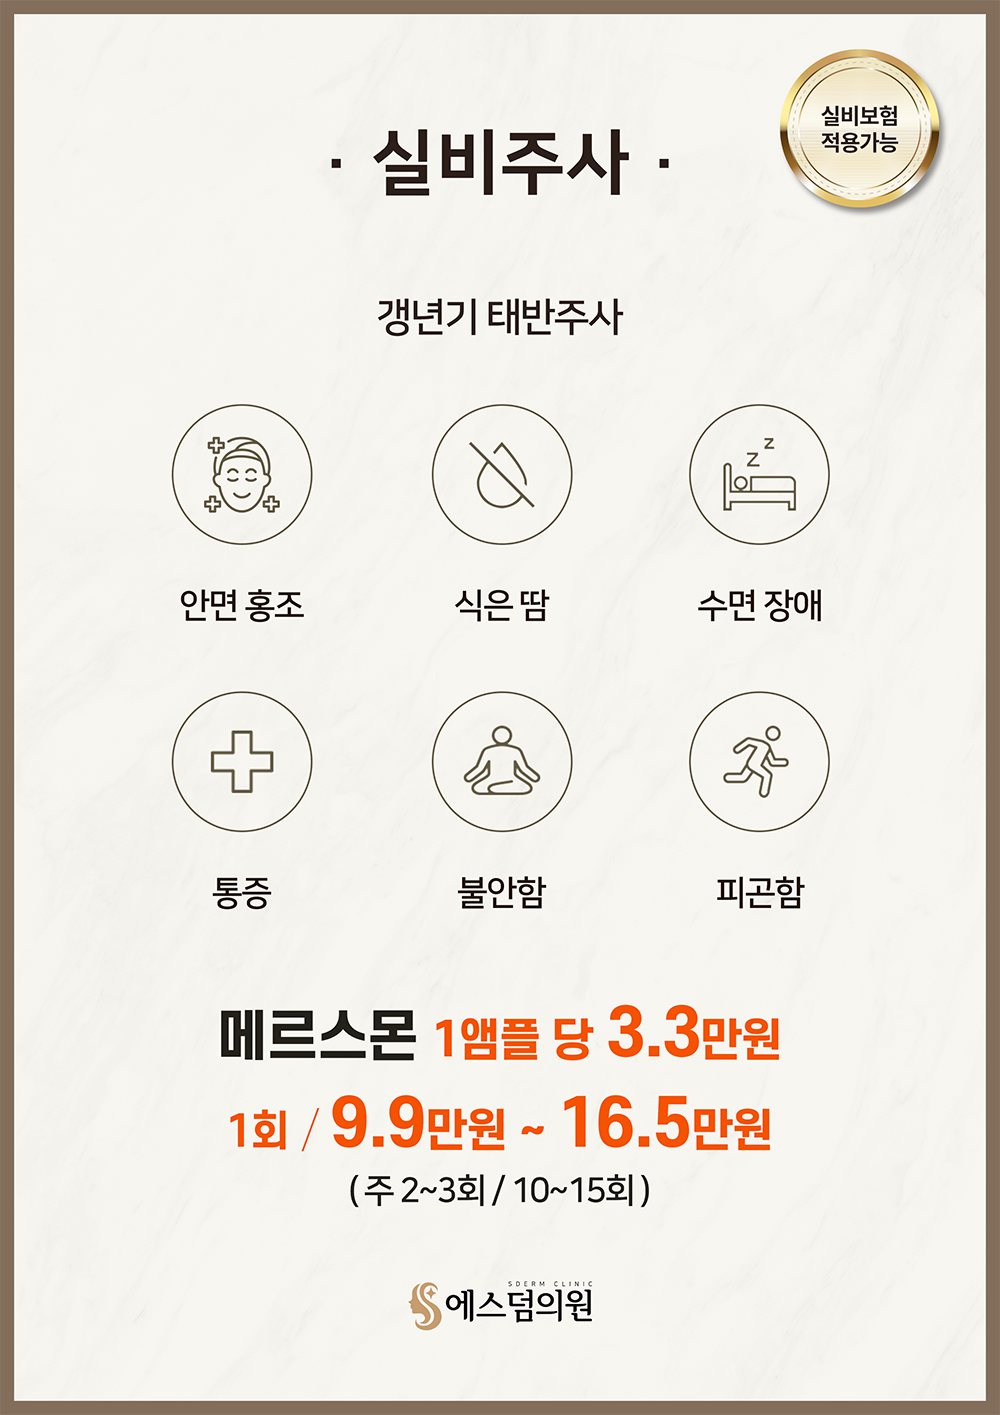 실비보험
적용가능
· 실비주사 ·
갱년기 태반주사
안면 홍조
식은 땀
수면 장애
통증
불안함
피곤함
메르스몬 1앰플 당 3.3만원
1회 / 9.9만원 ~ 16.5만원
( 주 2~3회 / 10~15회 )
SDERM CLINIC
에스덤의원